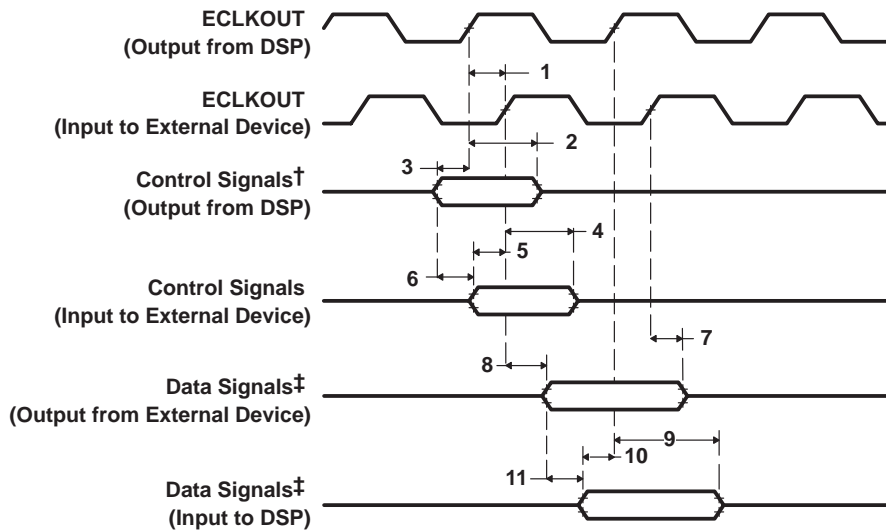 ECLKOUT
(Output from DSP)
1
ECLKOUT
(Input to External Device)
2
3
Control Signals†
(Output from DSP)
4
5
6
Control Signals
(Input to External Device)
7
8
Data Signals‡
(Output from External Device)
9
10
11
Data Signals‡
(Input to DSP)